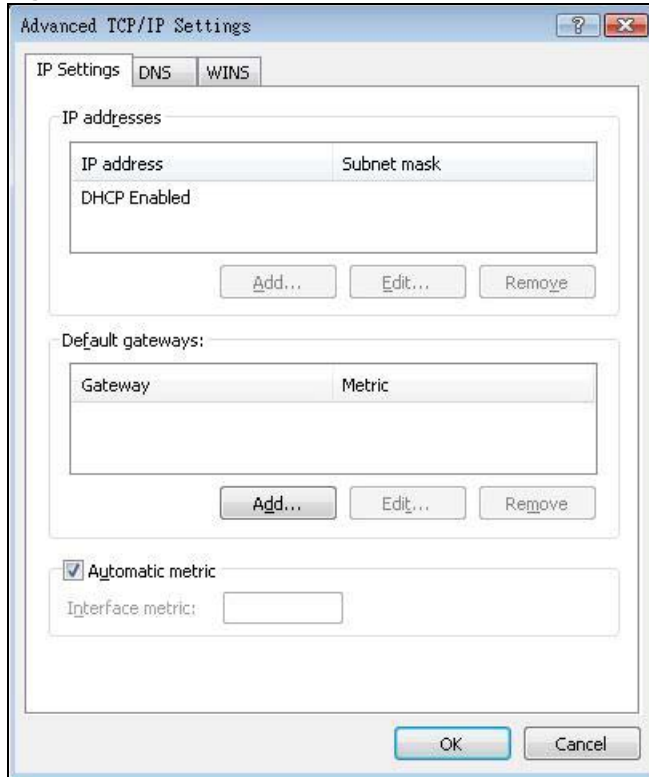 Advanced TCP/IP Settings
IP Settings DNS WINS
IP addresses
IP address Subnet mask
DHCP Enabled
Add... Edit... Remove
Default gateways:
Gateway Metric
Add... Edit... Remove
Automatic metric
Interface metric:
OK Cancel